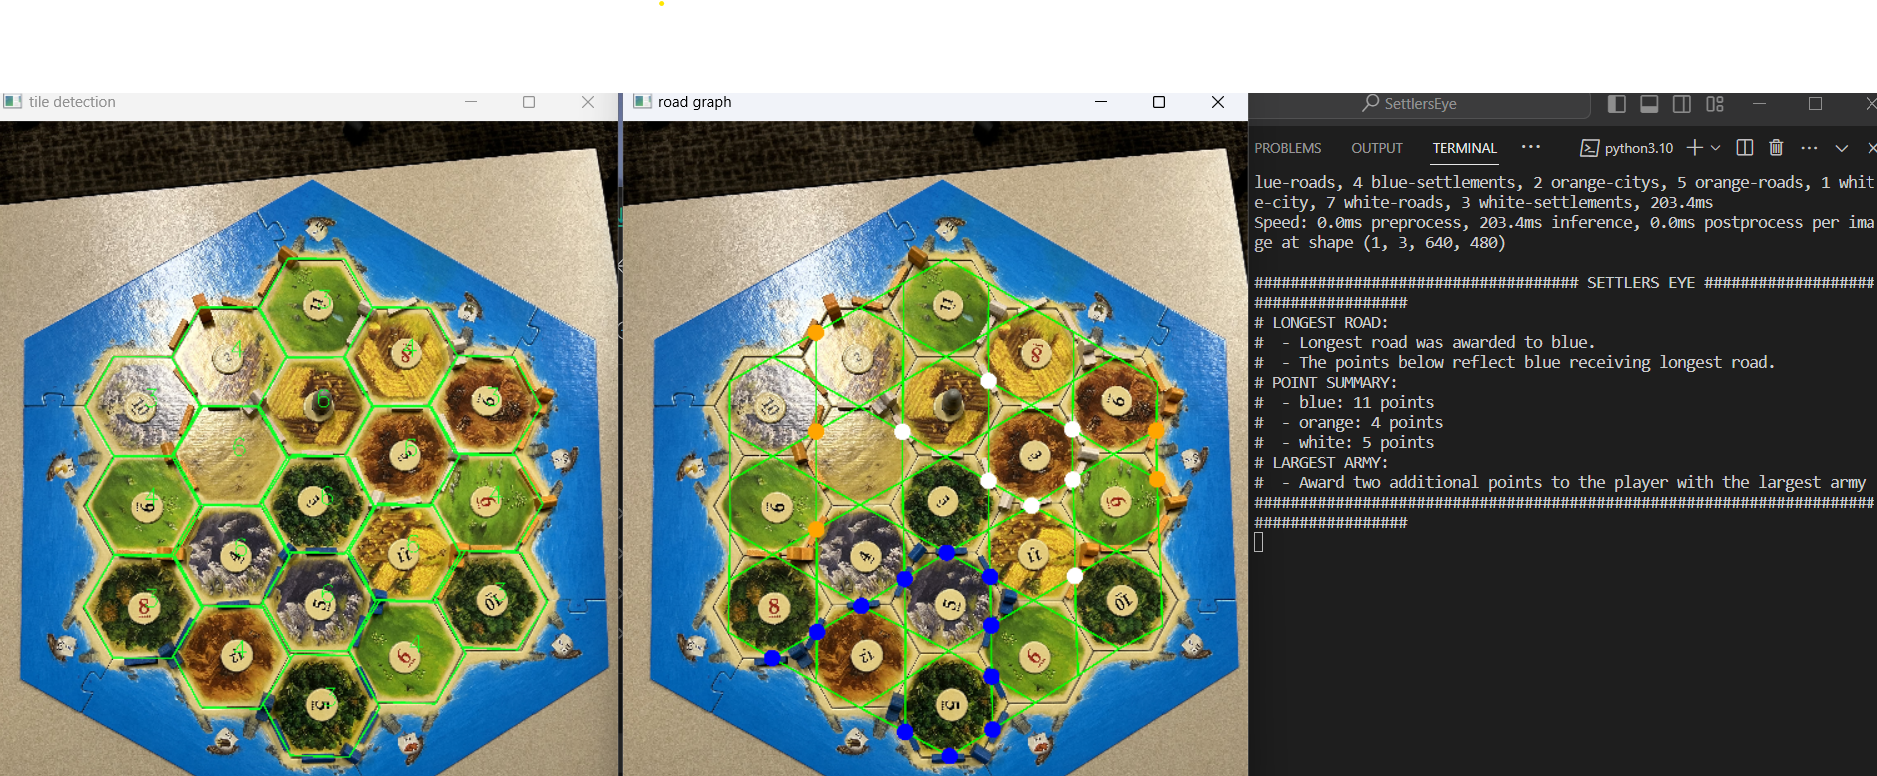 tile detection
road graph
SettlersEye
PROBLEMS OUTPUT TERMINAL ... python3.10
lue-roads, 4 blue-settlements, 2 orange-citys, 5 orange-roads, 1 whit
e-city, 7 white-roads, 3 white-settlements, 203.4ms
Speed: 0.0ms preprocess, 203.4ms inference, 0.0ms postprocess per ima
ge at shape (1, 3, 640, 480)
#################################### SETTLERS EYE ###################
#################
# LONGEST ROAD:
#  - Longest road was awarded to blue.
#  - The points below reflect blue receiving longest road.
# POINT SUMMARY:
#  - blue: 11 points
#  - orange: 4 points
#  - white: 5 points
# LARGEST ARMY:
#  - Award two additional points to the player with the largest army
#####################################################################
#################